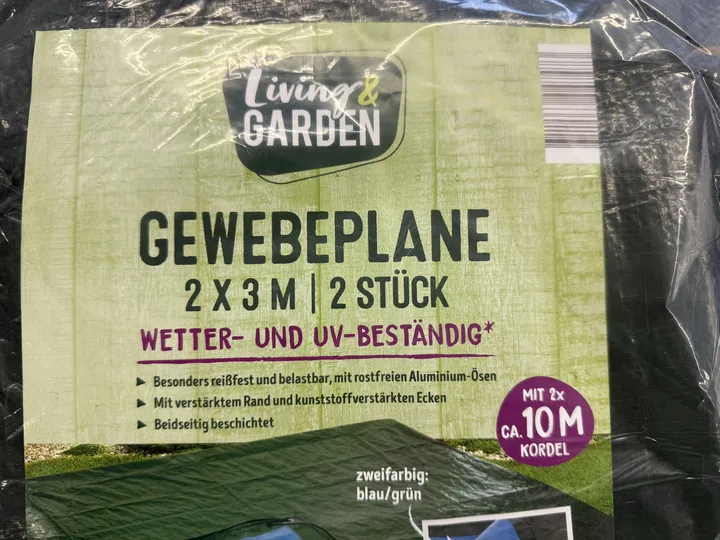 Living &
GARDEN
GEWEBEPLANE
2 X 3 M | 2 STÜCK
WETTER- UND UV-BESTÄNDIG*
▶ Besonders reißfest und belastbar, mit rostfreien Aluminium-Ösen
▶ Mit verstärktem Rand und kunststoffverstärkten Ecken
▶ Beidseitig beschichtet
MIT 2x
CA. 10 M
KORDEL
zweifarbig:
blau/grün